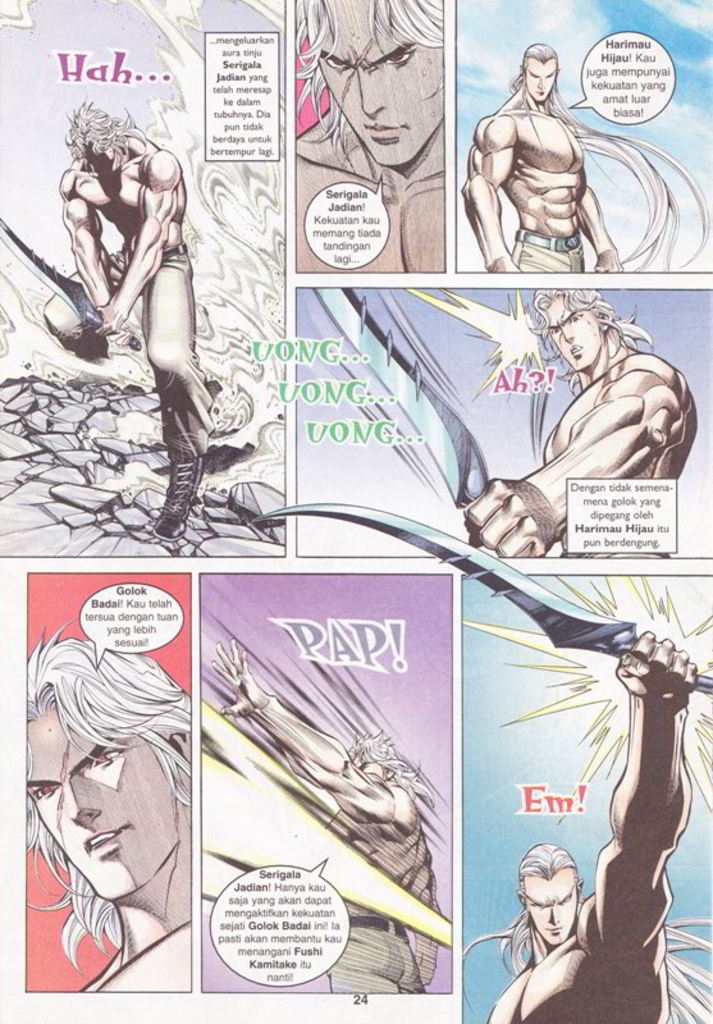 Hah...
...mengeluarkan
aura tinju
Serigala
Jadian yang
telah meresap
ke dalam
tubuhnya. Dia
pun tidak
berdaya untuk
bertempur lagi.
Serigala
Jadian!
Kekuatan kau
memang tiada
tandingan
lagi...
Harimau
Hijau! Kau
juga mempunyai
kekuatan yang
amat luar
biasa!
UONG...
UONG...
UONG...
Ah?!
Dengan tidak semena-
mena golok yang
dipegang oleh
Harimau Hijau itu
pun berdengung.
Golok
Badai! Kau telah
tersua dengan tuan
yang lebih
sesuai!
PAP!
Serigala
Jadian! Hanya kau
saja yang akan dapat
mengaktifkan kekuatan
sejati Golok Badai ini! Ia
pasti akan membantu kau
menangani Fushi
Kamitake itu
nanti!
Em!
24